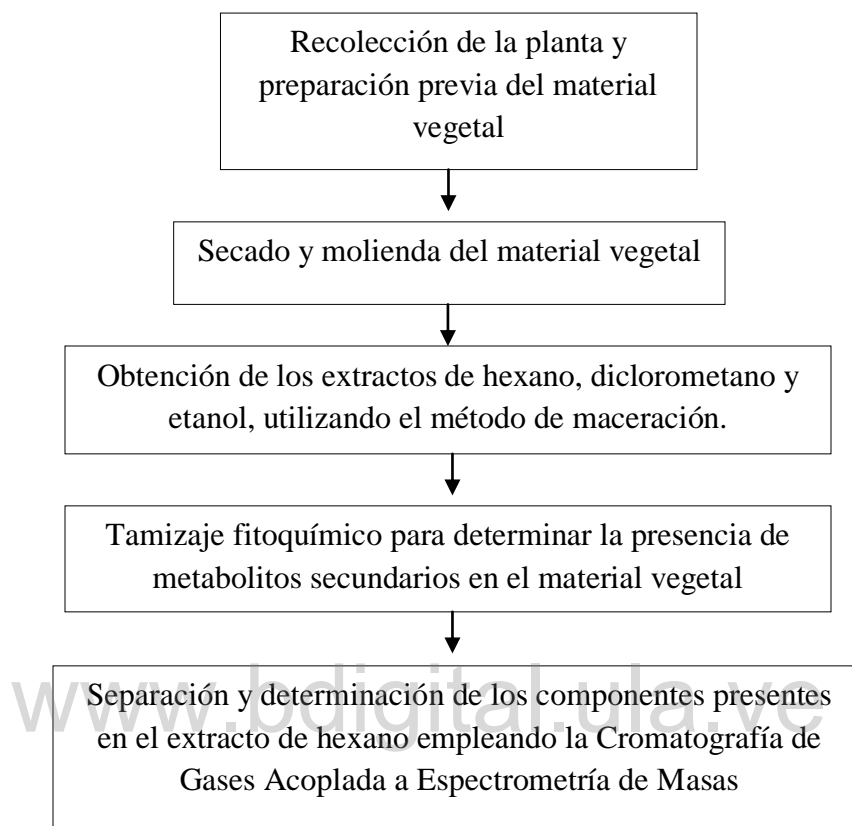 Recolección de la planta y
preparación previa del material
vegetal
Secado y molienda del material vegetal
Obtención de los extractos de hexano, diclorometano y
etanol, utilizando el método de maceración.
Tamizaje fitoquímico para determinar la presencia de
metabolitos secundarios en el material vegetal
www.bdigital.ula.ve
Separación y determinación de los componentes presentes
en el extracto de hexano empleando la Cromatografía de
Gases Acoplada a Espectrometría de Masas